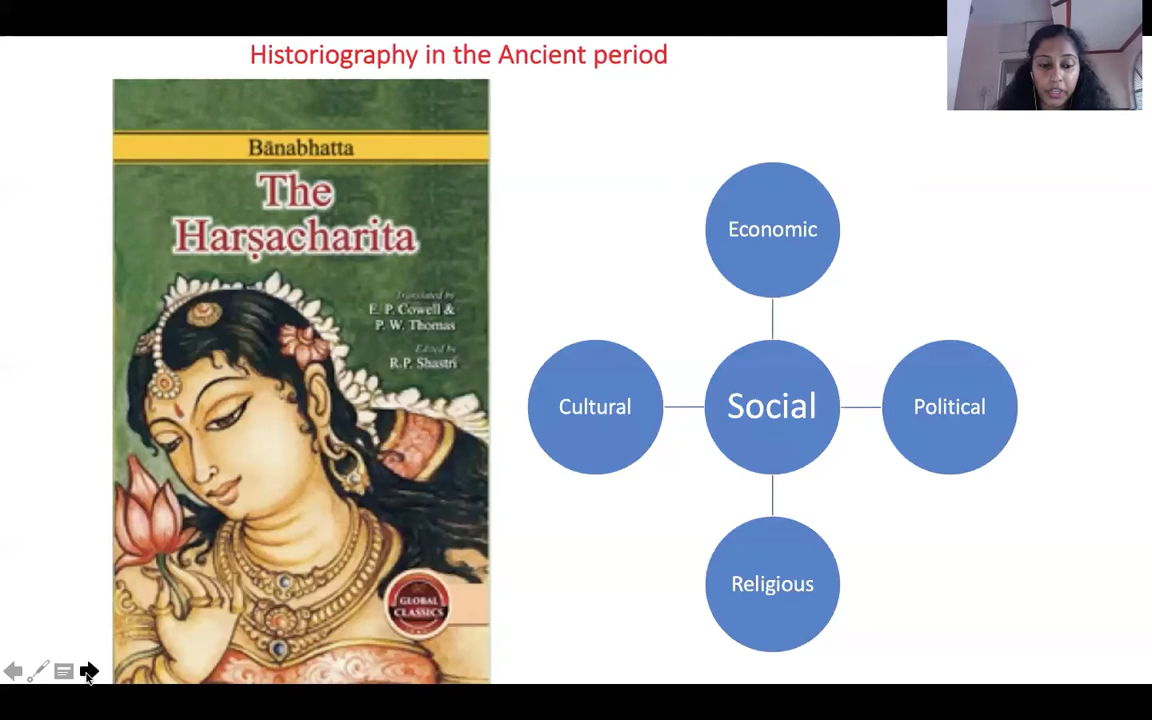 Historiography in the Ancient period
Bānabhatta
The
Harṣacharita
Translated by
E. P. Cowell &
P. W. Thomas
Edited by
R.P. Shastri
GLOBAL
CLASSICS
Economic
Cultural
Social
Political
Religious